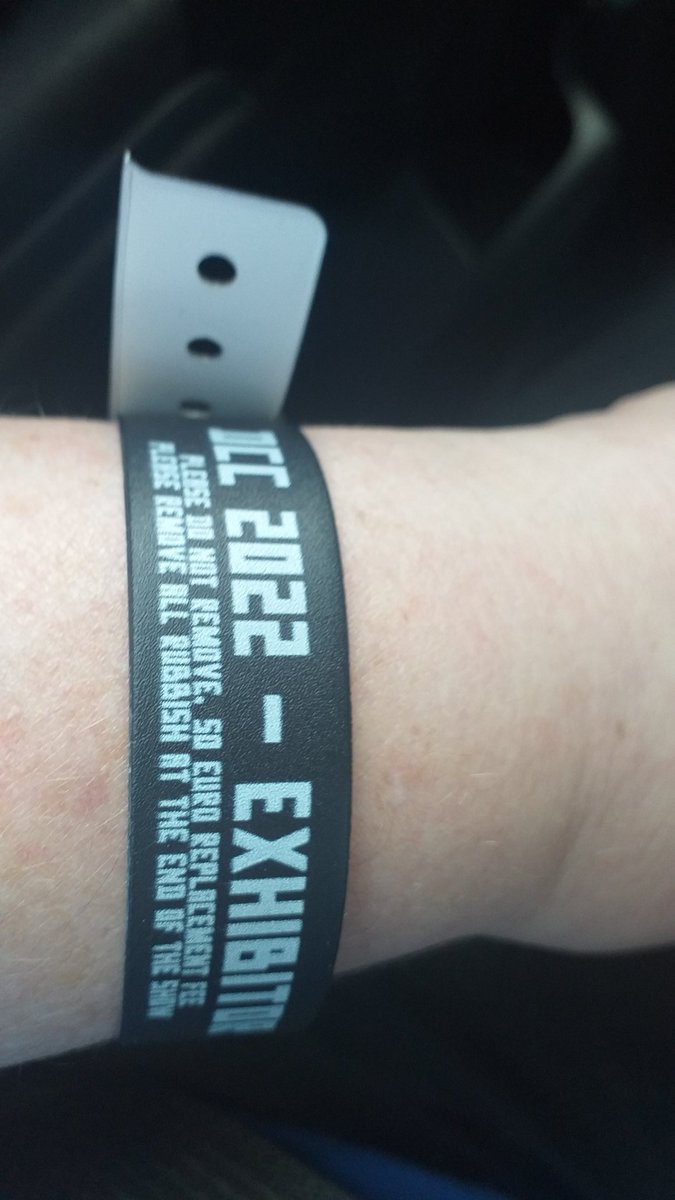 DCC 2022 - EXHIBITOR
PLEASE DO NOT REMOVE. 50 EURO REPLACEMENT FEE
PLEASE REMOVE ALL RUBBISH AT THE END OF THE SHOW